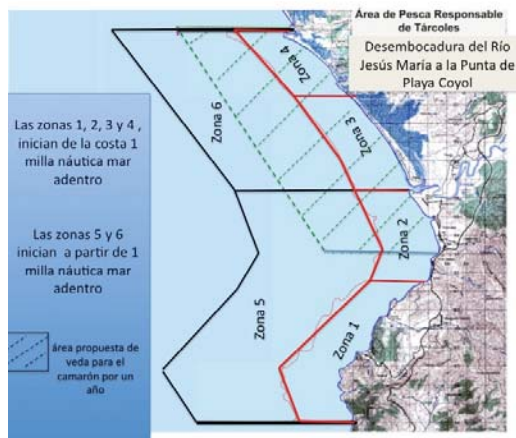 Área de Pesca Responsable
de Tárcoles
Desembocadura del Río
Jesús María a la Punta de
Playa Coyol
Las zonas 1, 2, 3 y 4 ,
inician de la costa 1
milla náutica mar
adentro
Las zonas 5 y 6
inician a partir de 1
milla náutica mar
adentro
área propuesta de
veda para el
camarón por un
año
Zona 4
Zona 6
Zona 3
Zona 2
Zona 5
Zona 1